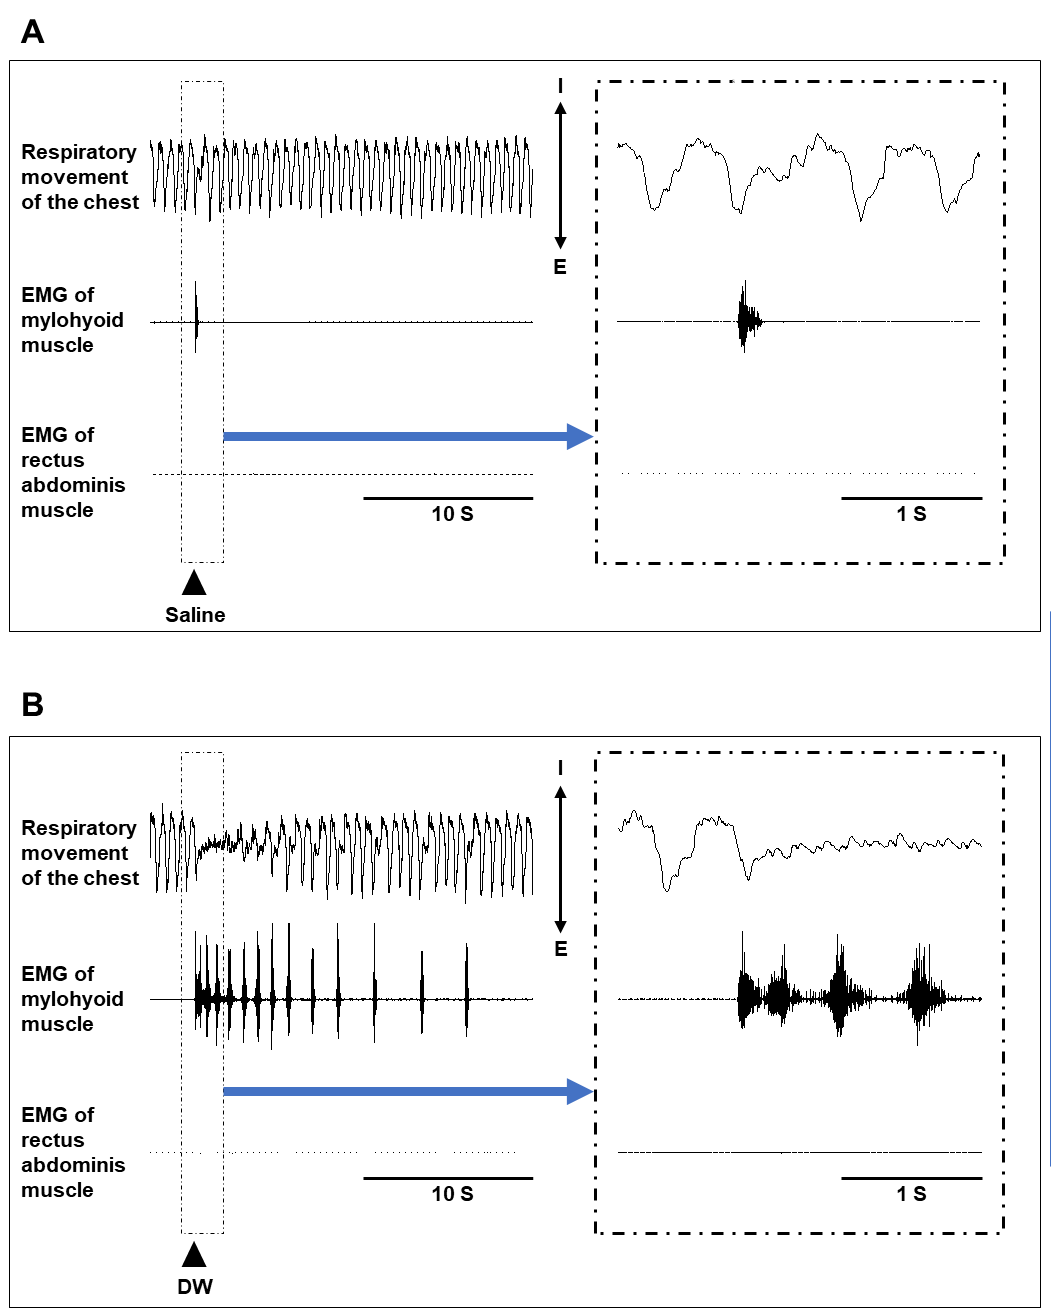 A
Respiratory
movement
of the chest
I
E
EMG of
mylohyoid
muscle
EMG of
rectus
abdominis
muscle
10 S
1 S
Saline
B
Respiratory
movement
of the chest
I
E
EMG of
mylohyoid
muscle
EMG of
rectus
abdominis
muscle
10 S
1 S
DW